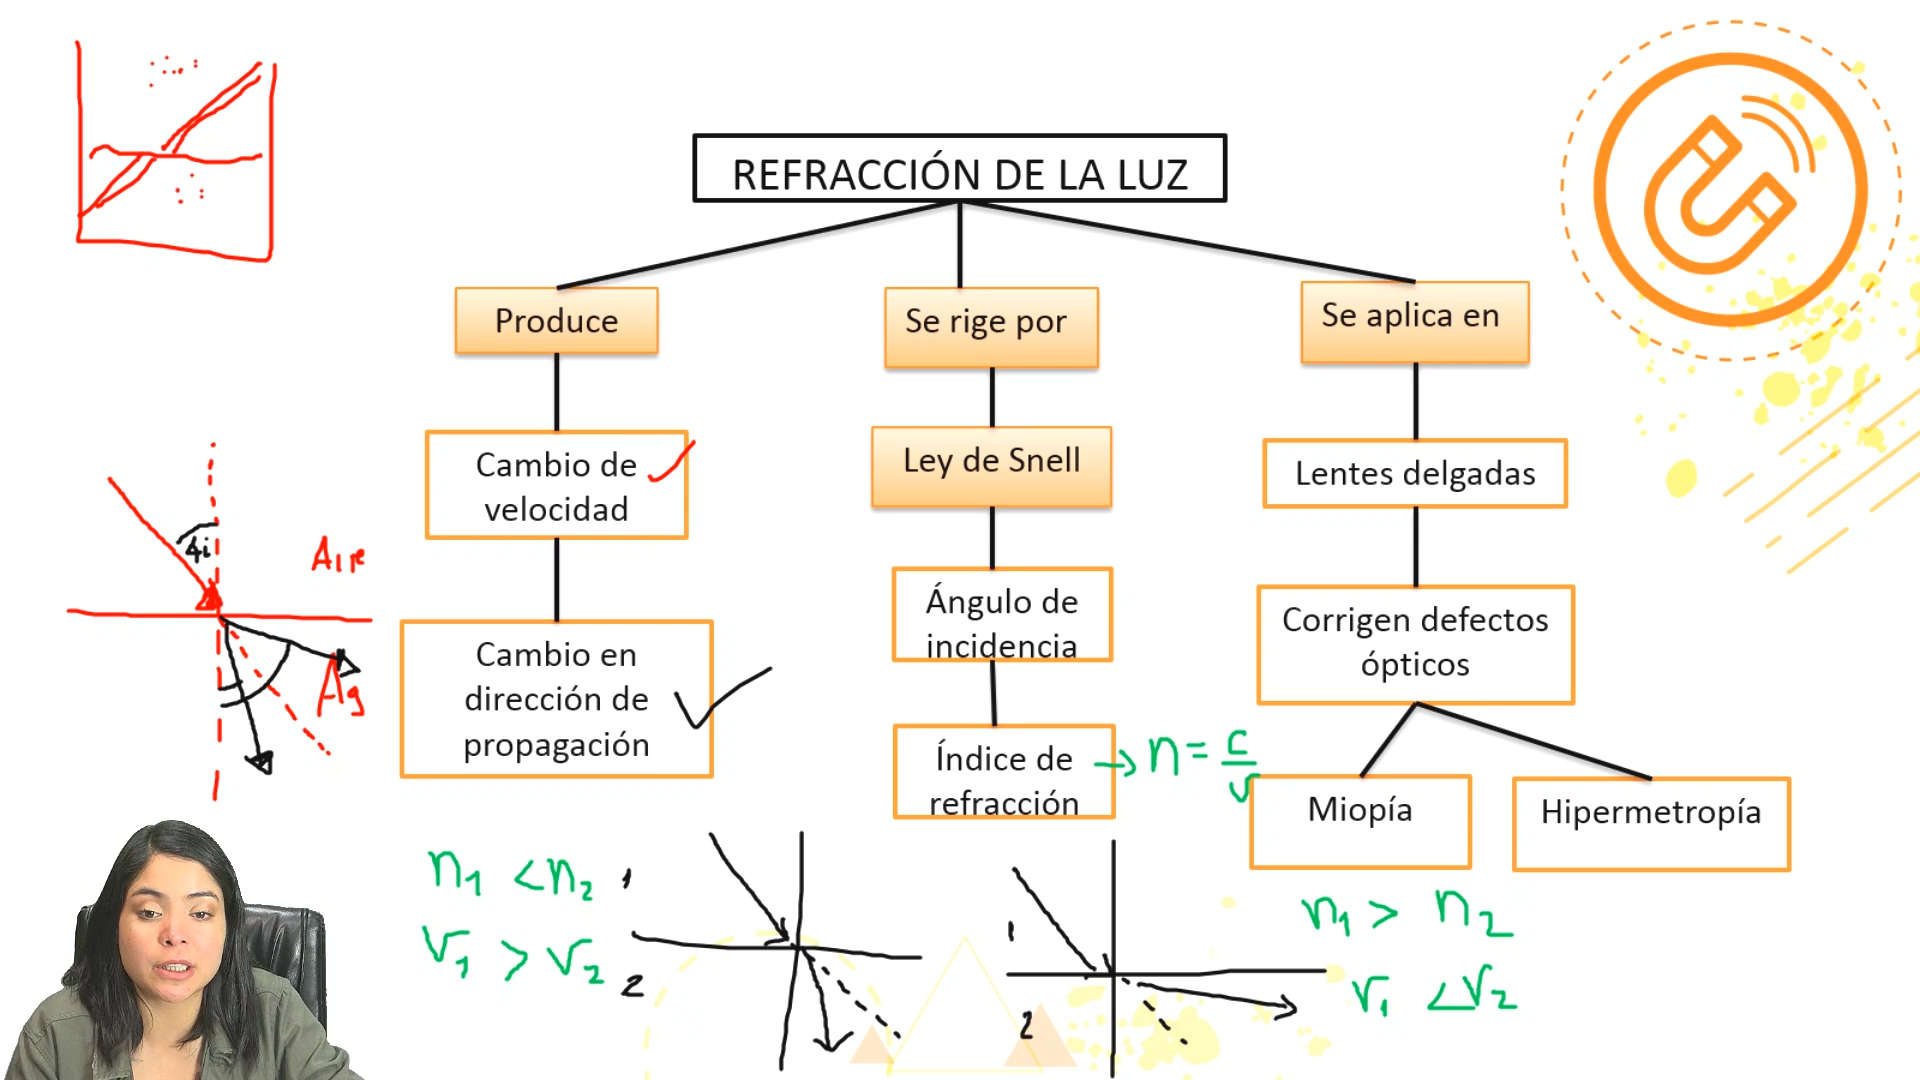 REFRACCIÓN DE LA LUZ
Produce
Se rige por
Se aplica en
Cambio de
velocidad
Ley de Snell
Lentes delgadas
∡i
Aire
Ángulo de
incidencia
Corrigen defectos
ópticos
Cambio en
dirección de
propagación
Ag
Índice de
refracción
→ n = c/v
Miopía
Hipermetropía
n₁ < n₂
v₁ > v₂
1
2
1
2
n₁ > n₂
v₁ < v₂